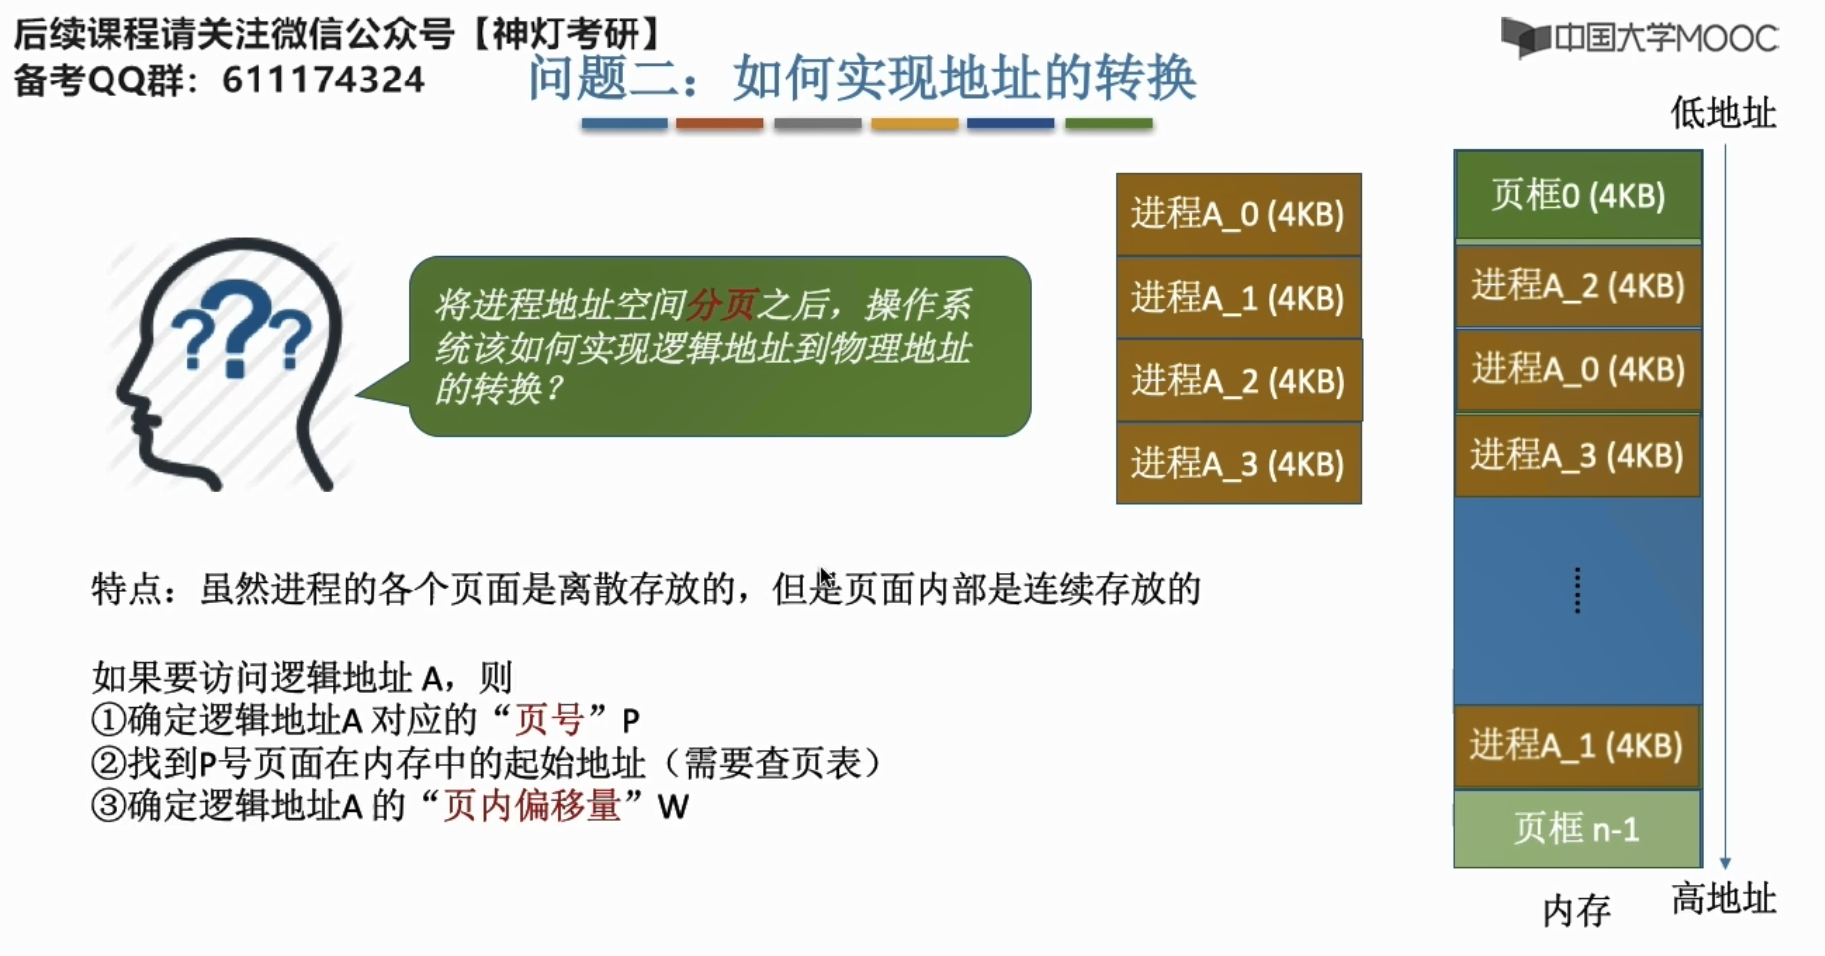 后续课程请关注微信公众号【神灯考研】
备考QQ群：611174324
中国大学MOOC
问题二：如何实现地址的转换
???
将进程地址空间分页之后，操作系
统该如何实现逻辑地址到物理地址
的转换？
进程A_0 (4KB)
进程A_1 (4KB)
进程A_2 (4KB)
进程A_3 (4KB)
低地址
页框0 (4KB)
进程A_2 (4KB)
进程A_0 (4KB)
进程A_3 (4KB)
……
进程A_1 (4KB)
页框 n-1
内存
高地址
特点：虽然进程的各个页面是离散存放的，但是页面内部是连续存放的
如果要访问逻辑地址 A，则
①确定逻辑地址A 对应的“页号”P
②找到P号页面在内存中的起始地址（需要查页表）
③确定逻辑地址A 的“页内偏移量”W